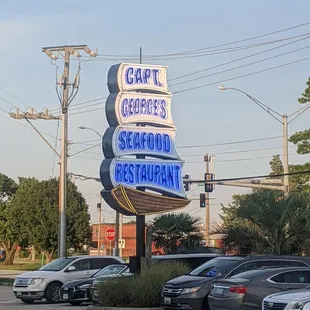 CAPT.
GEORGE'S
SEAFOOD
RESTAURANT
STOP